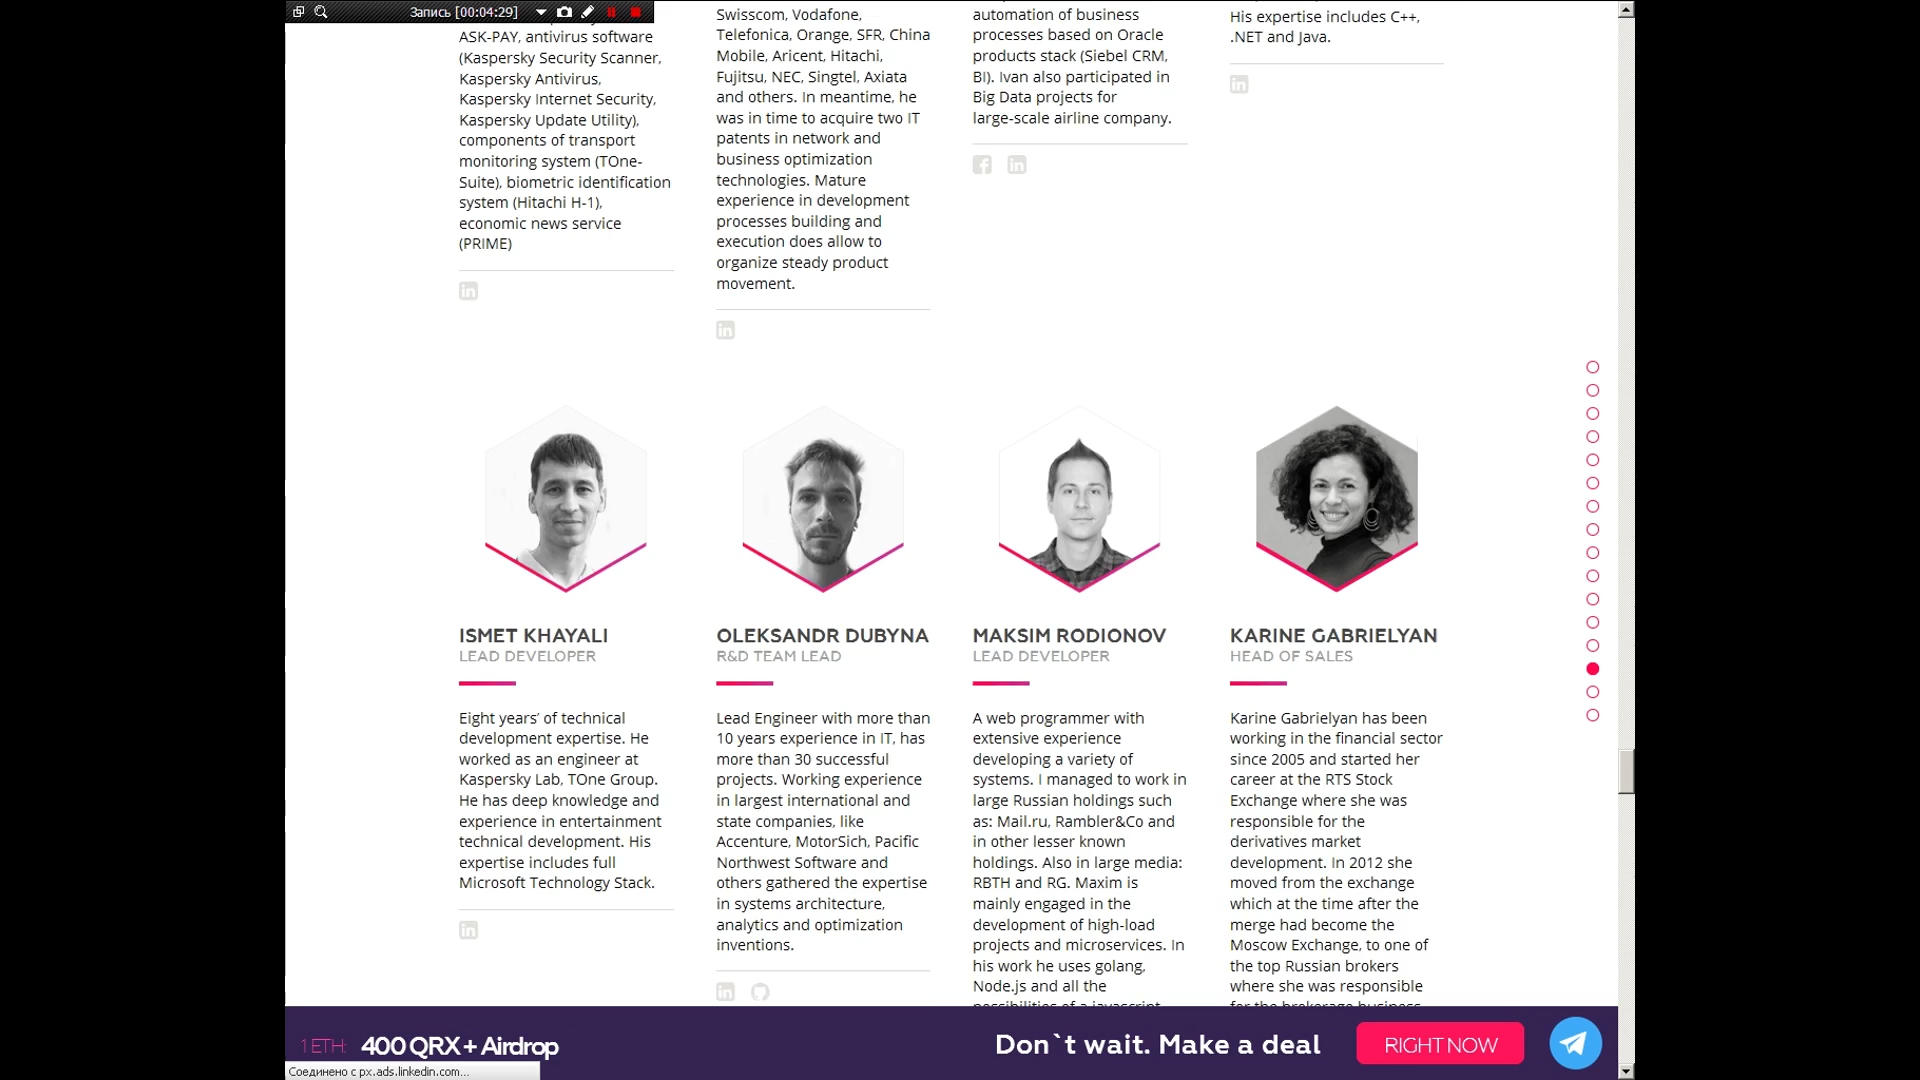 Запись [00:04:29]
ASK-PAY, antivirus software
(Kaspersky Security Scanner,
Kaspersky Antivirus,
Kaspersky Internet Security,
Kaspersky Update Utility),
components of transport
monitoring system (TOne-
Suite), biometric identification
system (Hitachi H-1),
economic news service
(PRIME)
Swisscom, Vodafone,
Telefonica, Orange, SFR, China
Mobile, Aricent, Hitachi,
Fujitsu, NEC, Singtel, Axiata
and others. In meantime, he
was in time to acquire two IT
patents in network and
business optimization
technologies. Mature
experience in development
processes building and
execution does allow to
organize steady product
movement.
automation of business
processes based on Oracle
products stack (Siebel CRM,
BI). Ivan also participated in
Big Data projects for
large-scale airline company.
His expertise includes C++,
.NET and Java.
ISMET KHAYALI
LEAD DEVELOPER
Eight years' of technical
development expertise. He
worked as an engineer at
Kaspersky Lab, TOne Group.
He has deep knowledge and
experience in entertainment
technical development. His
expertise includes full
Microsoft Technology Stack.
OLEKSANDR DUBYNA
R&D TEAM LEAD
Lead Engineer with more than
10 years experience in IT, has
more than 30 successful
projects. Working experience
in largest international and
state companies, like
Accenture, MotorSich, Pacific
Northwest Software and
others gathered the expertise
in systems architecture,
analytics and optimization
inventions.
MAKSIM RODIONOV
LEAD DEVELOPER
A web programmer with
extensive experience
developing a variety of
systems. I managed to work in
large Russian holdings such
as: Mail.ru, Rambler&Co and
in other lesser known
holdings. Also in large media:
RBTH and RG. Maxim is
mainly engaged in the
development of high-load
projects and microservices. In
his work he uses golang,
Node.js and all the
possibilities of a javascript
KARINE GABRIELYAN
HEAD OF SALES
Karine Gabrielyan has been
working in the financial sector
since 2005 and started her
career at the RTS Stock
Exchange where she was
responsible for the
derivatives market
development. In 2012 she
moved from the exchange
which at the time after the
merge had become the
Moscow Exchange, to one of
the top Russian brokers
where she was responsible
for the brokerage business
1 ETH: 400 QRX + Airdrop
Don`t wait. Make a deal
RIGHT NOW
Соединено с px.ads.linkedin.com...